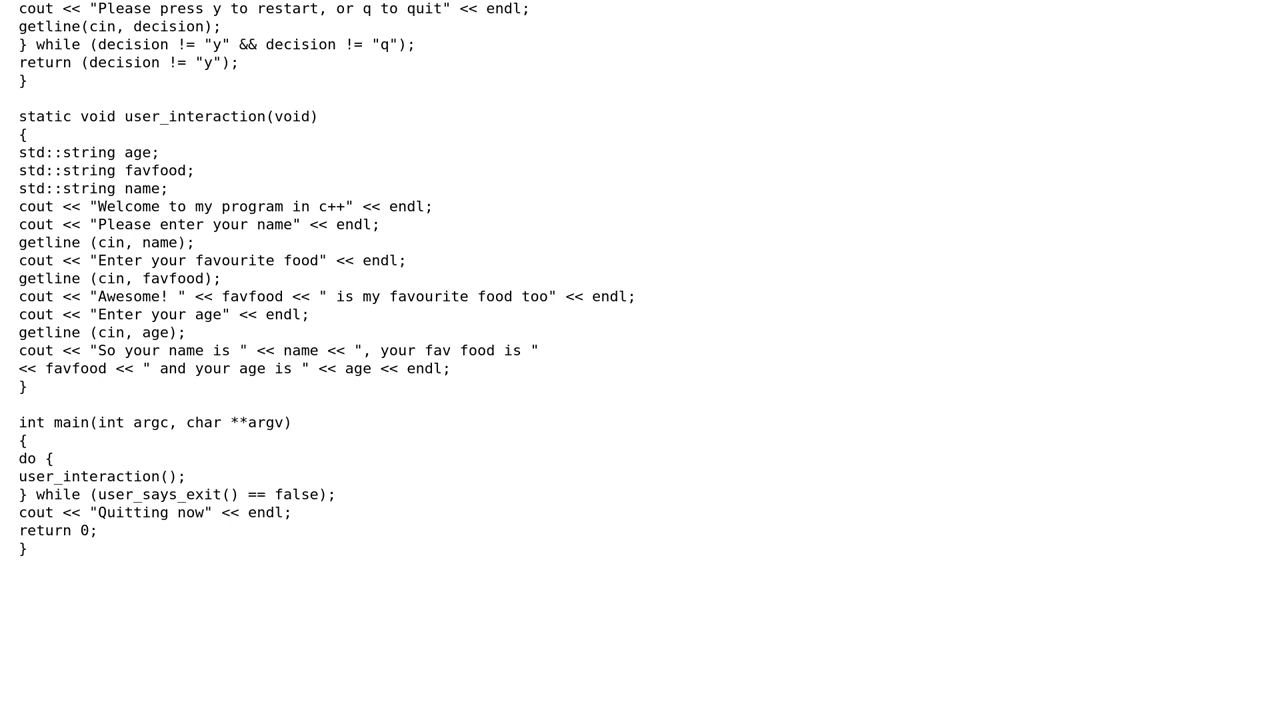 cout << "Please press y to restart, or q to quit" << endl;
getline(cin, decision);
} while (decision != "y" && decision != "q");
return (decision != "y");
}

static void user_interaction(void)
{
std::string age;
std::string favfood;
std::string name;
cout << "Welcome to my program in c++" << endl;
cout << "Please enter your name" << endl;
getline (cin, name);
cout << "Enter your favourite food" << endl;
getline (cin, favfood);
cout << "Awesome! " << favfood << " is my favourite food too" << endl;
cout << "Enter your age" << endl;
getline (cin, age);
cout << "So your name is " << name << ", your fav food is "
<< favfood << " and your age is " << age << endl;
}

int main(int argc, char **argv)
{
do {
user_interaction();
} while (user_says_exit() == false);
cout << "Quitting now" << endl;
return 0;
}